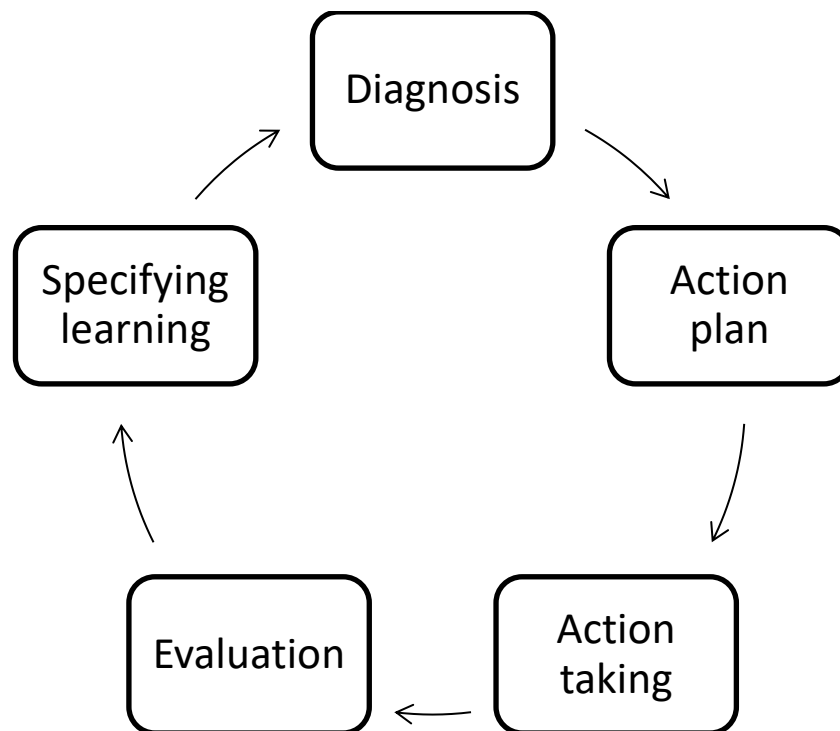 Diagnosis
Action
plan
Action
taking
Evaluation
Specifying
learning